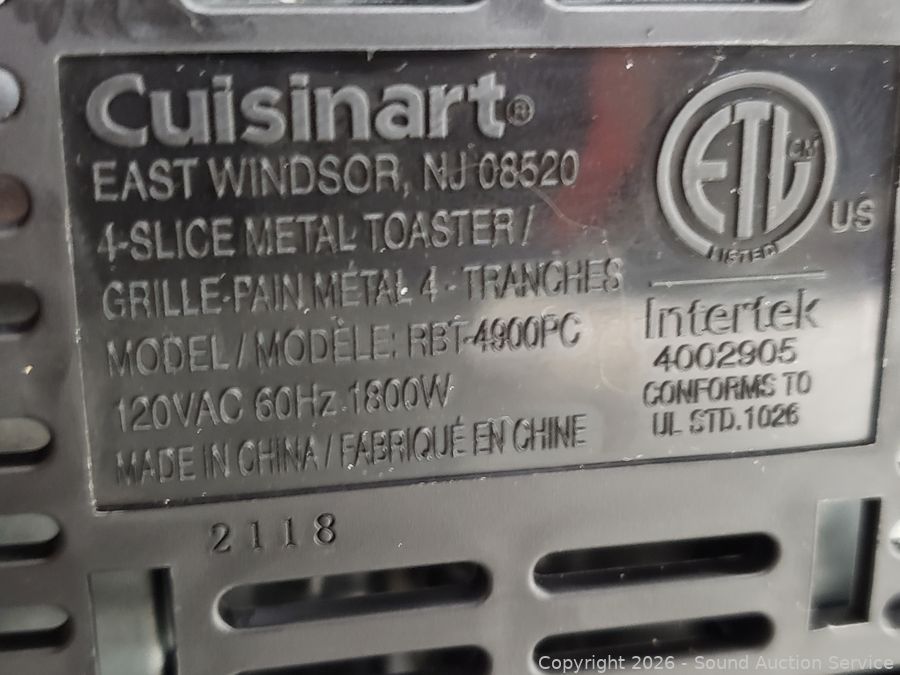 Cuisinart®
EAST WINDSOR, NJ 08520
4-SLICE METAL TOASTER /
GRILLE-PAIN MÉTAL 4 - TRANCHES
MODEL / MODÈLE: RBT-4900PC
120VAC 60Hz 1800W
MADE IN CHINA / FABRIQUÉ EN CHINE
ETL CM
US
LISTED
Intertek
4002905
CONFORMS TO
UL STD.1026
2118
Copyright 2026 - Sound Auction Service